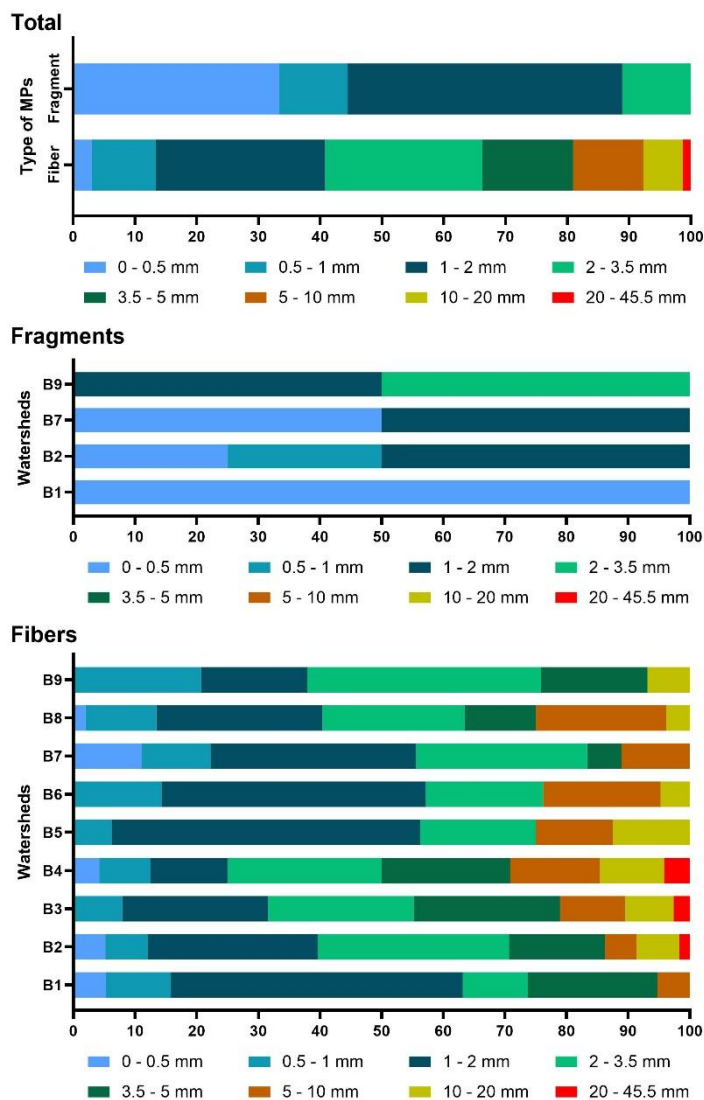 Total
Type of MPs
Fragment
Fiber
0 10 20 30 40 50 60 70 80 90 100
0 - 0.5 mm 0.5 - 1 mm 1 - 2 mm 2 - 3.5 mm
3.5 - 5 mm 5 - 10 mm 10 - 20 mm 20 - 45.5 mm
Fragments
Watersheds
B9
B7
B2
B1
0 10 20 30 40 50 60 70 80 90 100
0 - 0.5 mm 0.5 - 1 mm 1 - 2 mm 2 - 3.5 mm
3.5 - 5 mm 5 - 10 mm 10 - 20 mm 20 - 45.5 mm
Fibers
Watersheds
B9
B8
B7
B6
B5
B4
B3
B2
B1
0 10 20 30 40 50 60 70 80 90 100
0 - 0.5 mm 0.5 - 1 mm 1 - 2 mm 2 - 3.5 mm
3.5 - 5 mm 5 - 10 mm 10 - 20 mm 20 - 45.5 mm